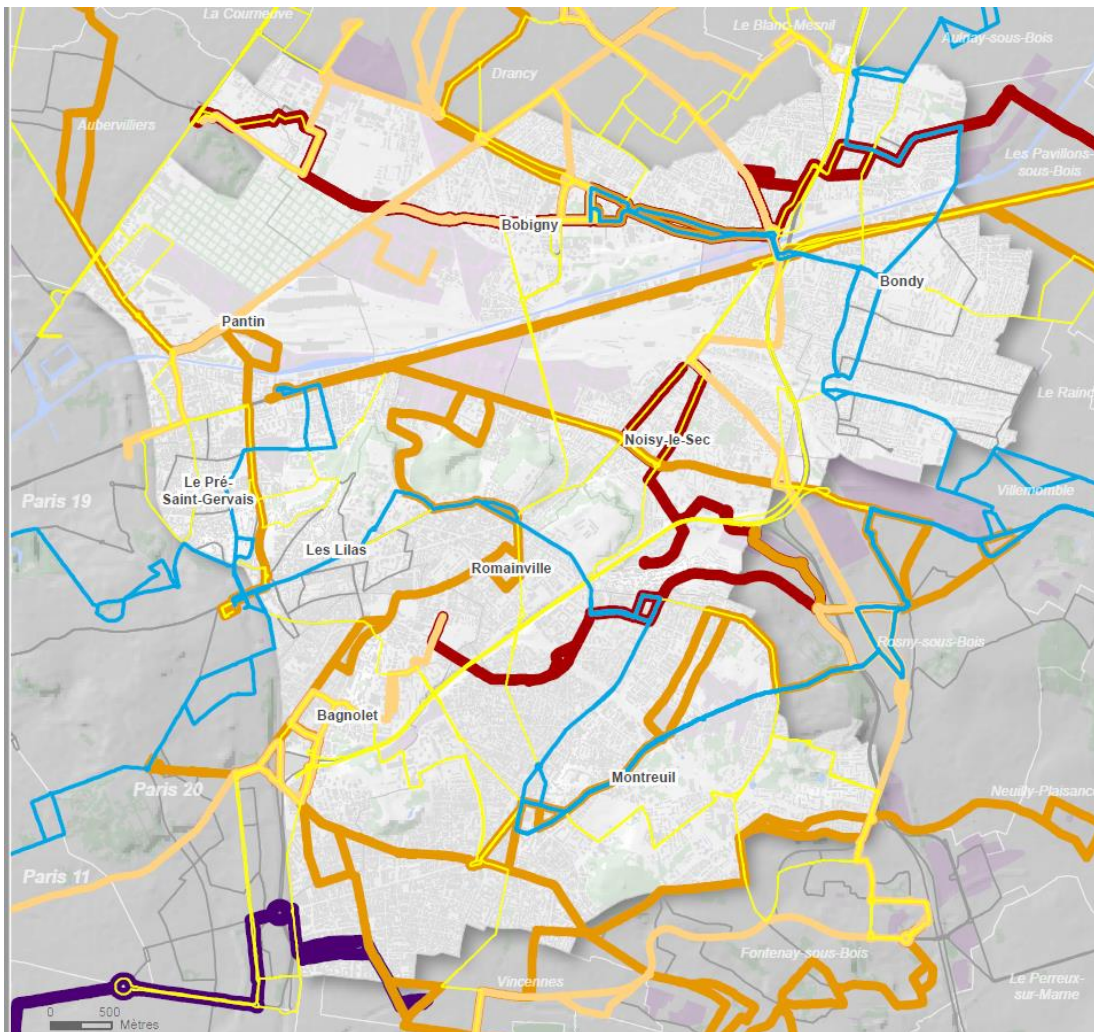 La Courneuve
Le Blanc-Mesnil
Aulnay-sous-Bois
Drancy
Aubervilliers
Les Pavillons-
sous-Bois
Bobigny
Bondy
Pantin
Le Rainc
Noisy-le-Sec
Le Pré-
Saint-Gervais
Paris 19
Villemomble
Les Lilas
Romainville
Rosny-sous-Bois
Bagnolet
Montreuil
Paris 20
Neuilly-Plaisance
Paris 11
Fontenay-sous-Bois
Vincennes
Le Perreux-
sur-Marne
0 500
Mètres